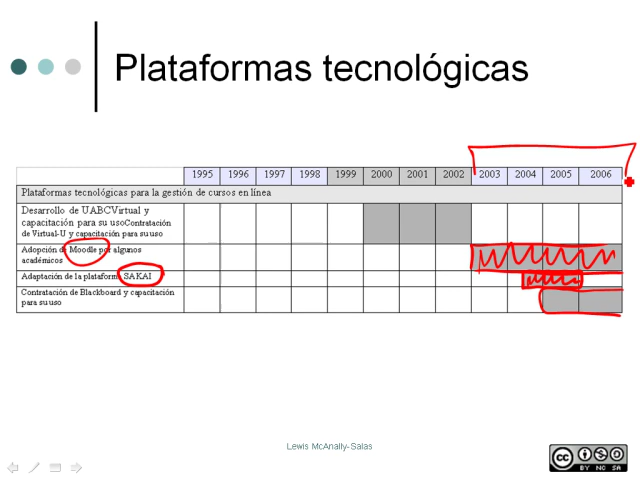 Plataformas tecnológicas
1995 1996 1997 1998 1999 2000 2001 2002 2003 2004 2005 2006
Plataformas tecnológicas para la gestión de cursos en línea
Desarrollo de UABCVirtual y
capacitación para su usoContratación
de Virtual-U y capacitación para su uso
Adopción de Moodle por algunos
académicos
Adaptación de la plataforma SAKAI
Contratación de Blackboard y capacitación
para su uso
Lewis McAnally-Salas
cc
BY NC SA